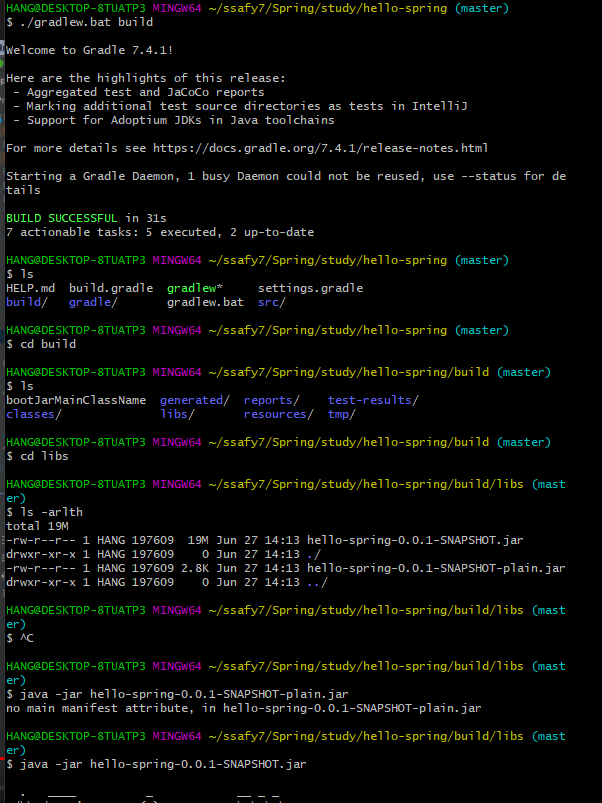 HANG@DESKTOP-8TUATP3 MINGW64 ~/ssafy7/Spring/study/hello-spring (master)
$ ./gradlew.bat build
Welcome to Gradle 7.4.1!
Here are the highlights of this release:
 - Aggregated test and JaCoCo reports
 - Marking additional test source directories as tests in IntelliJ
 - Support for Adoptium JDKs in Java toolchains
For more details see https://docs.gradle.org/7.4.1/release-notes.html
Starting a Gradle Daemon, 1 busy Daemon could not be reused, use --status for de
tails
BUILD SUCCESSFUL in 31s
7 actionable tasks: 5 executed, 2 up-to-date
HANG@DESKTOP-8TUATP3 MINGW64 ~/ssafy7/Spring/study/hello-spring (master)
$ ls
HELP.md  build.gradle  gradlew*     settings.gradle
build/   gradle/       gradlew.bat  src/
HANG@DESKTOP-8TUATP3 MINGW64 ~/ssafy7/Spring/study/hello-spring (master)
$ cd build
HANG@DESKTOP-8TUATP3 MINGW64 ~/ssafy7/Spring/study/hello-spring/build (master)
$ ls
bootJarMainClassName  generated/  reports/    test-results/
classes/              libs/       resources/  tmp/
HANG@DESKTOP-8TUATP3 MINGW64 ~/ssafy7/Spring/study/hello-spring/build (master)
$ cd libs
HANG@DESKTOP-8TUATP3 MINGW64 ~/ssafy7/Spring/study/hello-spring/build/libs (mast
er)
$ ls -arlth
total 19M
-rw-r--r-- 1 HANG 197609  19M Jun 27 14:13 hello-spring-0.0.1-SNAPSHOT.jar
drwxr-xr-x 1 HANG 197609    0 Jun 27 14:13 ./
-rw-r--r-- 1 HANG 197609 2.8K Jun 27 14:13 hello-spring-0.0.1-SNAPSHOT-plain.jar
drwxr-xr-x 1 HANG 197609    0 Jun 27 14:13 ../
HANG@DESKTOP-8TUATP3 MINGW64 ~/ssafy7/Spring/study/hello-spring/build/libs (mast
er)
$ ^C
HANG@DESKTOP-8TUATP3 MINGW64 ~/ssafy7/Spring/study/hello-spring/build/libs (mast
er)
$ java -jar hello-spring-0.0.1-SNAPSHOT-plain.jar
no main manifest attribute, in hello-spring-0.0.1-SNAPSHOT-plain.jar
HANG@DESKTOP-8TUATP3 MINGW64 ~/ssafy7/Spring/study/hello-spring/build/libs (mast
er)
$ java -jar hello-spring-0.0.1-SNAPSHOT.jar